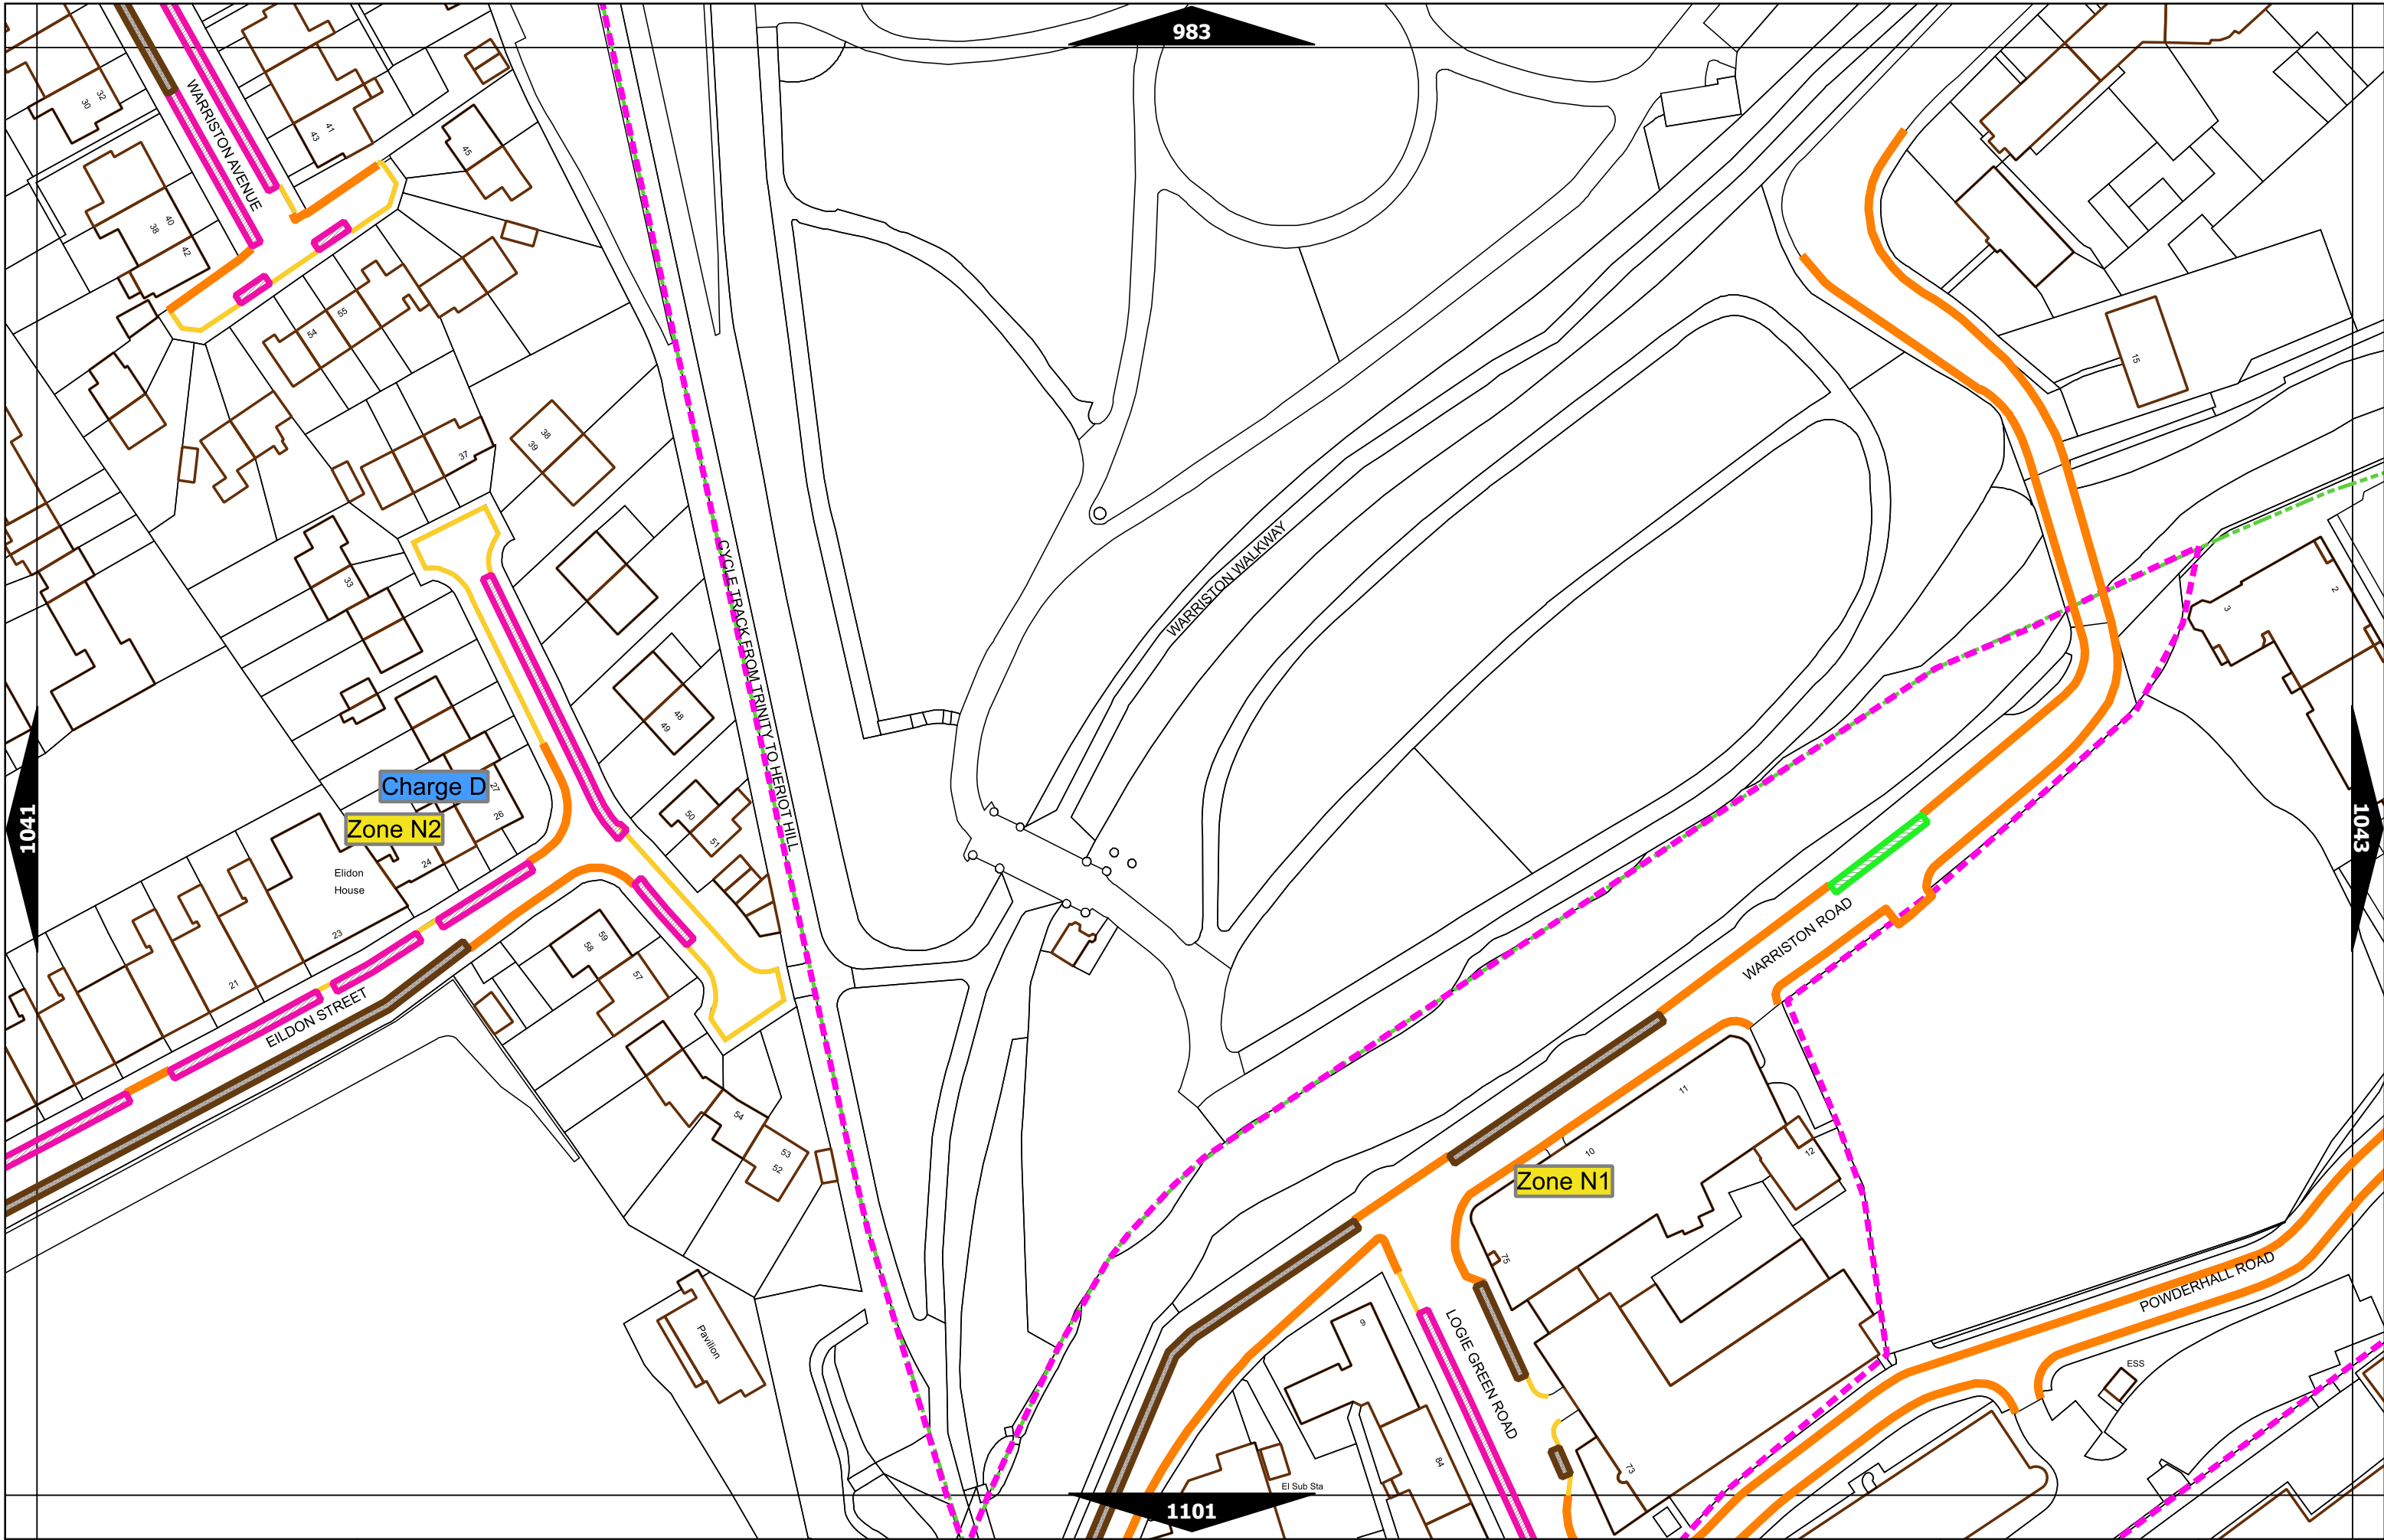 983
WARRISTON AVENUE
30
32
43
41
45
40
38
42
54
55
15
38
39
37
33
CYCLE TRACK FROM TRINITY TO HERIOT HILL
WARRISTON WALKWAY
3
2
48
49
Charge D
27
26
Zone N2
24
50
51
1041
1043
Elidon
House
23
21
EILDON STREET
59
58
57
WARRISTON ROAD
54
53
52
11
10
12
Zone N1
75
POWDERHALL ROAD
LOGIE GREEN ROAD
9
Pavilion
ESS
84
73
El Sub Sta
1101